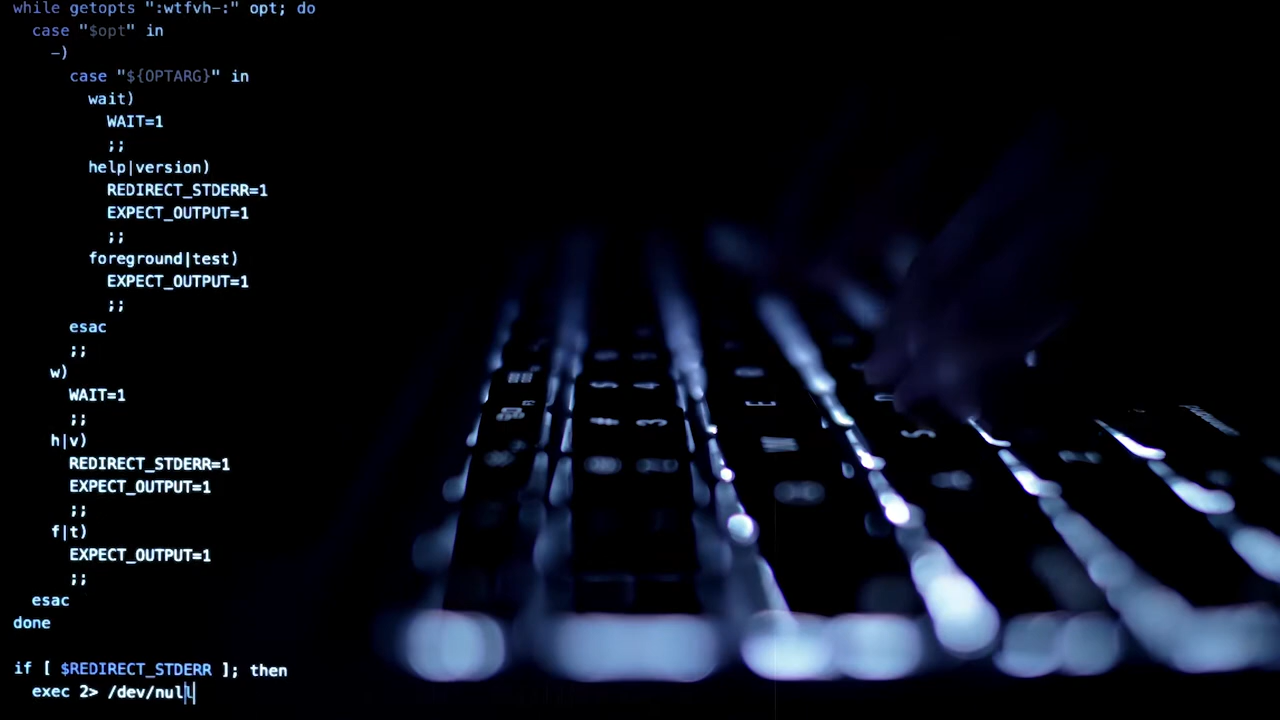 while getopts ":wtfvh-:" opt; do
  case "$opt" in
    -)
      case "${OPTARG}" in
        wait)
          WAIT=1
          ;;
        help|version)
          REDIRECT_STDERR=1
          EXPECT_OUTPUT=1
          ;;
        foreground|test)
          EXPECT_OUTPUT=1
          ;;
      esac
      ;;
    w)
      WAIT=1
      ;;
    h|v)
      REDIRECT_STDERR=1
      EXPECT_OUTPUT=1
      ;;
    f|t)
      EXPECT_OUTPUT=1
      ;;
  esac
done

if [ $REDIRECT_STDERR ]; then
  exec 2> /dev/null
$ 4
# 3
E
S